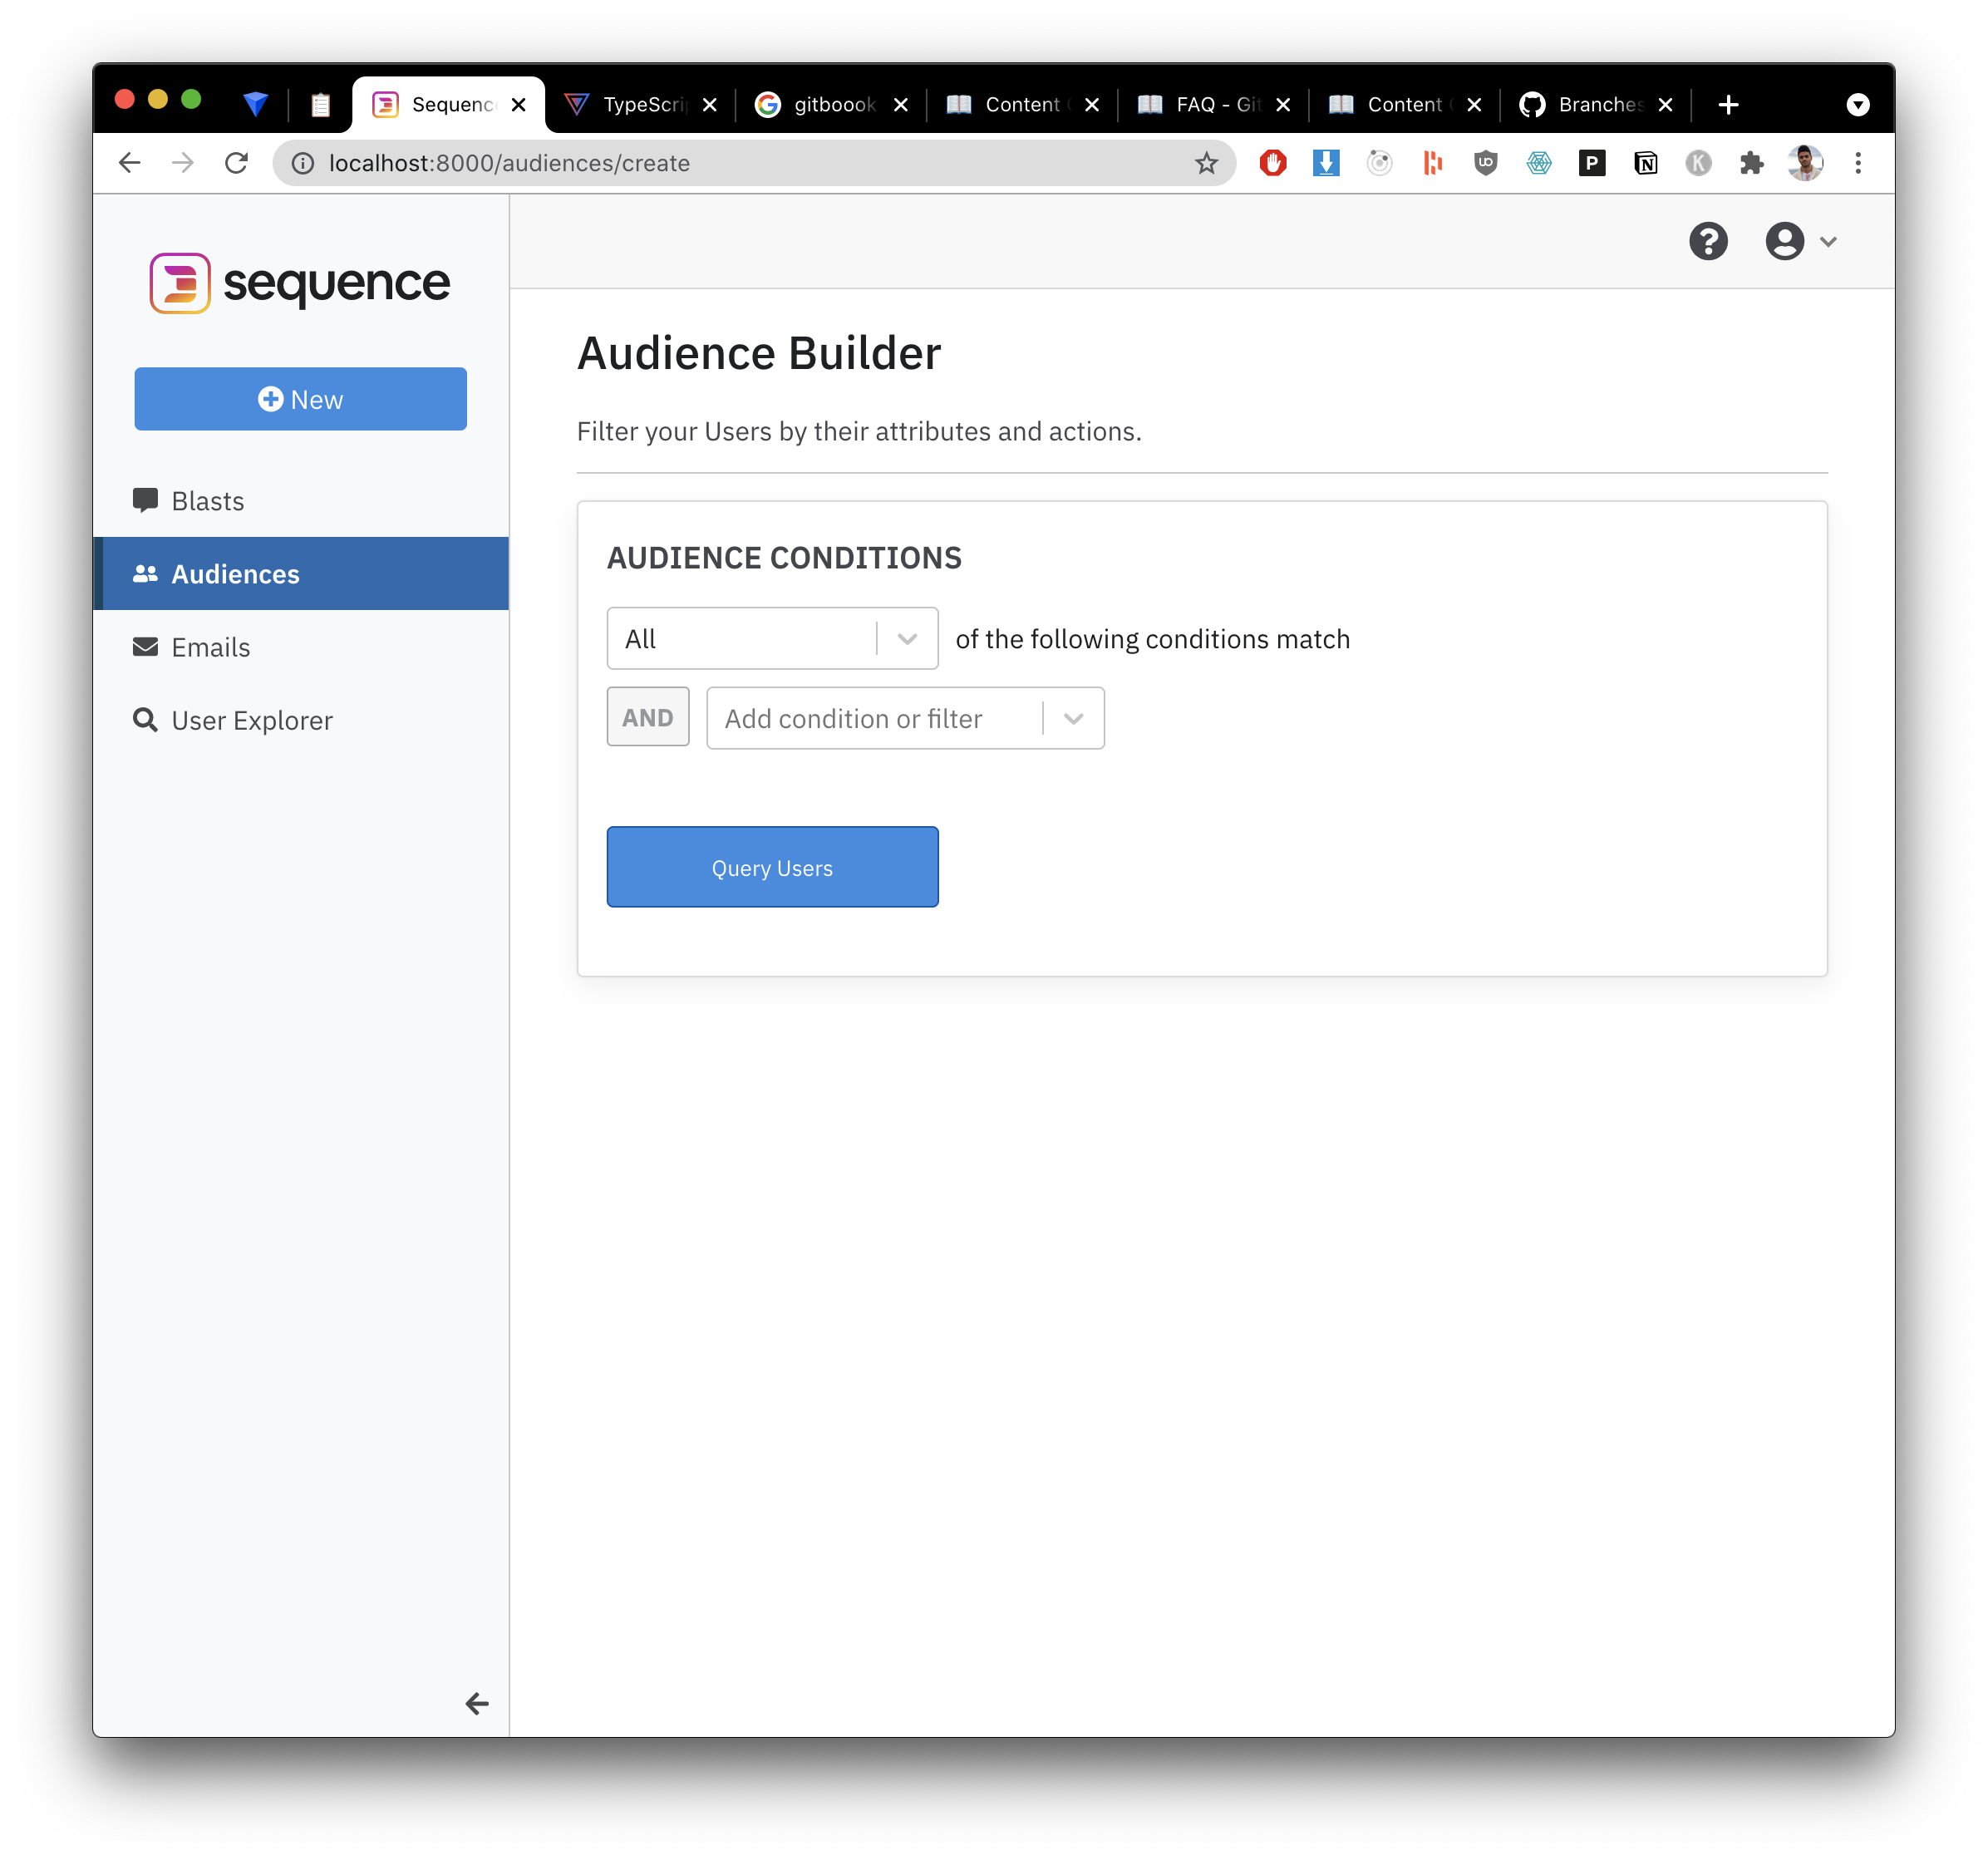 Sequenc
TypeScri
gitboook
Content
FAQ - Git
Content
Branches
localhost:8000/audiences/create
sequence
New
Blasts
Audiences
Emails
User Explorer
Audience Builder
Filter your Users by their attributes and actions.
AUDIENCE CONDITIONS
All of the following conditions match
AND Add condition or filter
Query Users